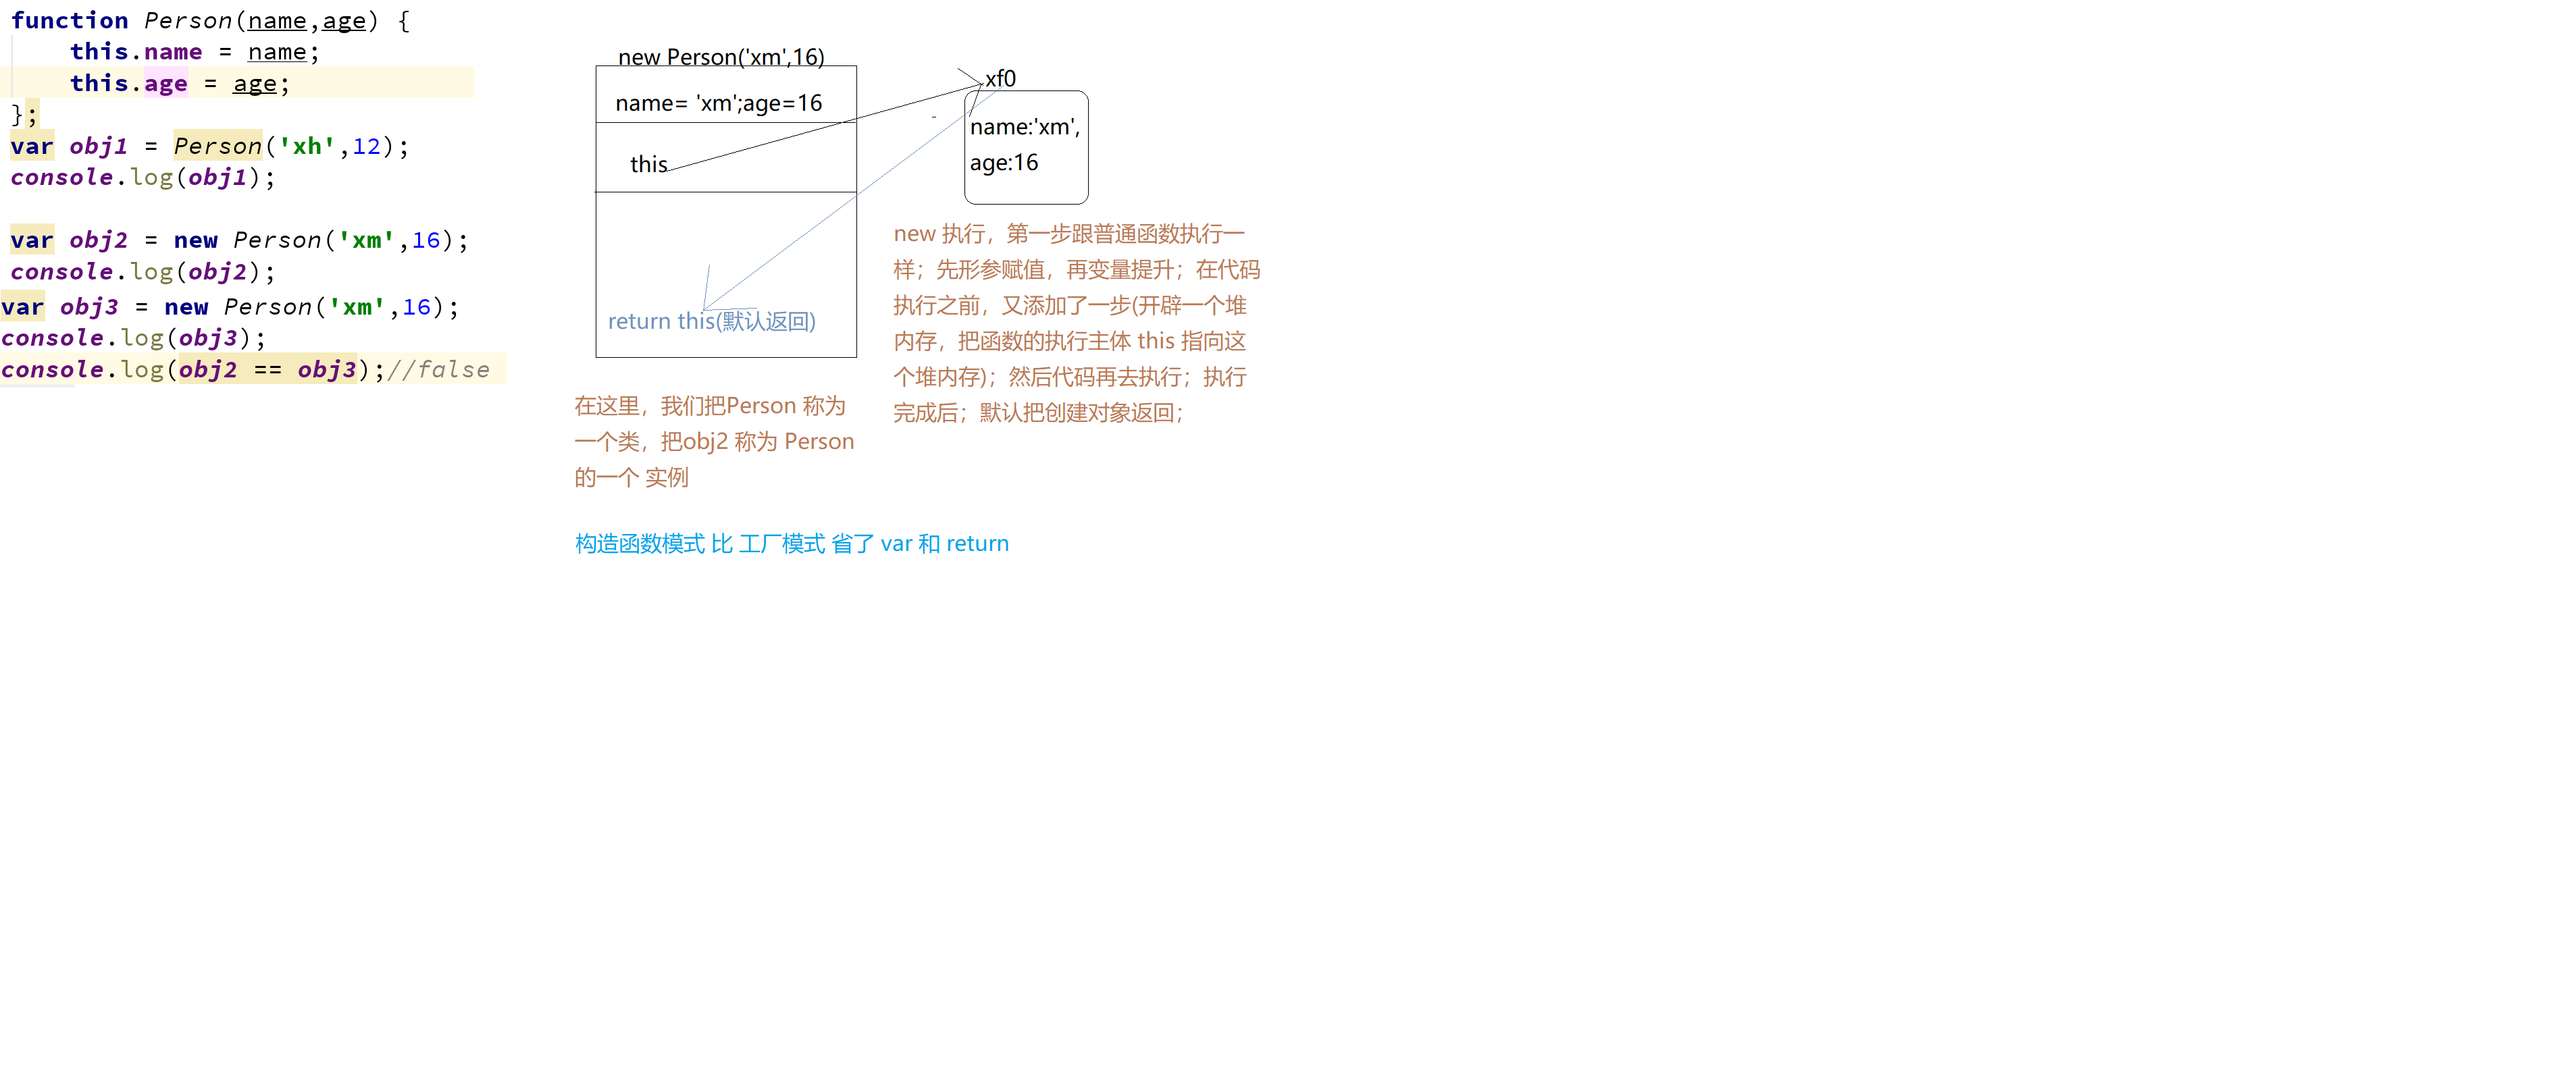 function Person(name,age) {
    this.name = name;
    this.age = age;
};
var obj1 = Person('xh',12);
console.log(obj1);
var obj2 = new Person('xm',16);
console.log(obj2);
var obj3 = new Person('xm',16);
console.log(obj3);
console.log(obj2 == obj3);//false
new Person('xm',16)
name= 'xm';age=16
this
return this(默认返回)
xf0
name:'xm',
age:16
new 执行，第一步跟普通函数执行一
样；先形参赋值，再变量提升；在代码
执行之前，又添加了一步(开辟一个堆
内存，把函数的执行主体 this 指向这
个堆内存)；然后代码再去执行；执行
完成后；默认把创建对象返回；
在这里，我们把Person 称为
一个类，把obj2 称为 Person
的一个 实例
构造函数模式 比 工厂模式 省了 var 和 return